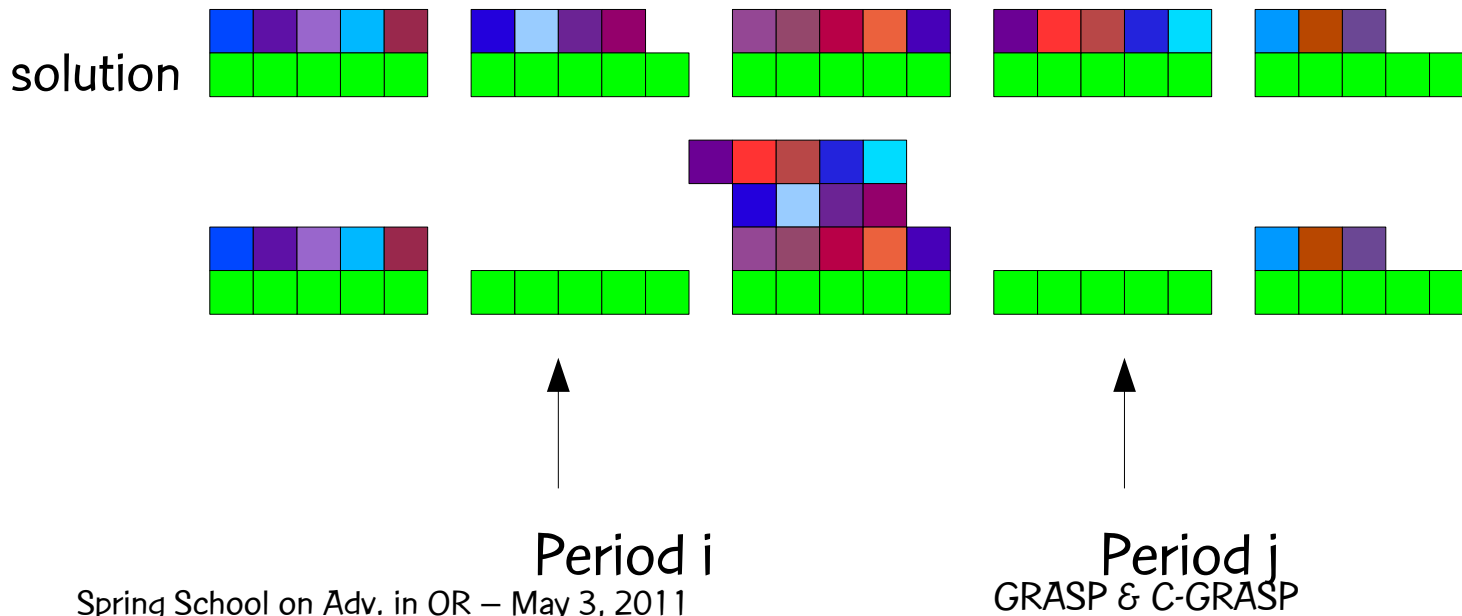 solution
Period i
Period j
Spring School on Adv. in OR – May 3, 2011
GRASP & C-GRASP